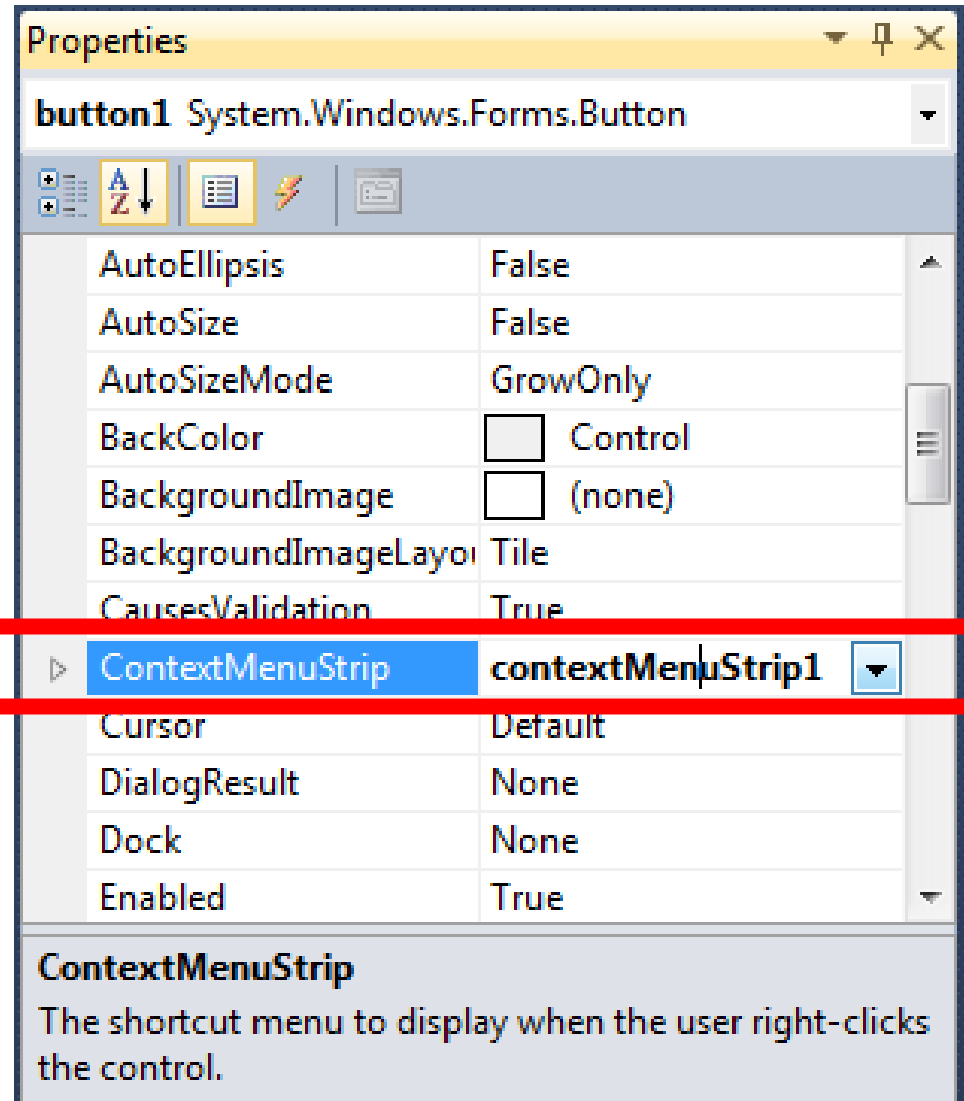 Properties
button1 System.Windows.Forms.Button
AutoEllipsis False
AutoSize False
AutoSizeMode GrowOnly
BackColor Control
BackgroundImage (none)
BackgroundImageLayou Tile
CausesValidation True
ContextMenuStrip contextMenuStrip1
Cursor Default
DialogResult None
Dock None
Enabled True
ContextMenuStrip
The shortcut menu to display when the user right-clicks
the control.